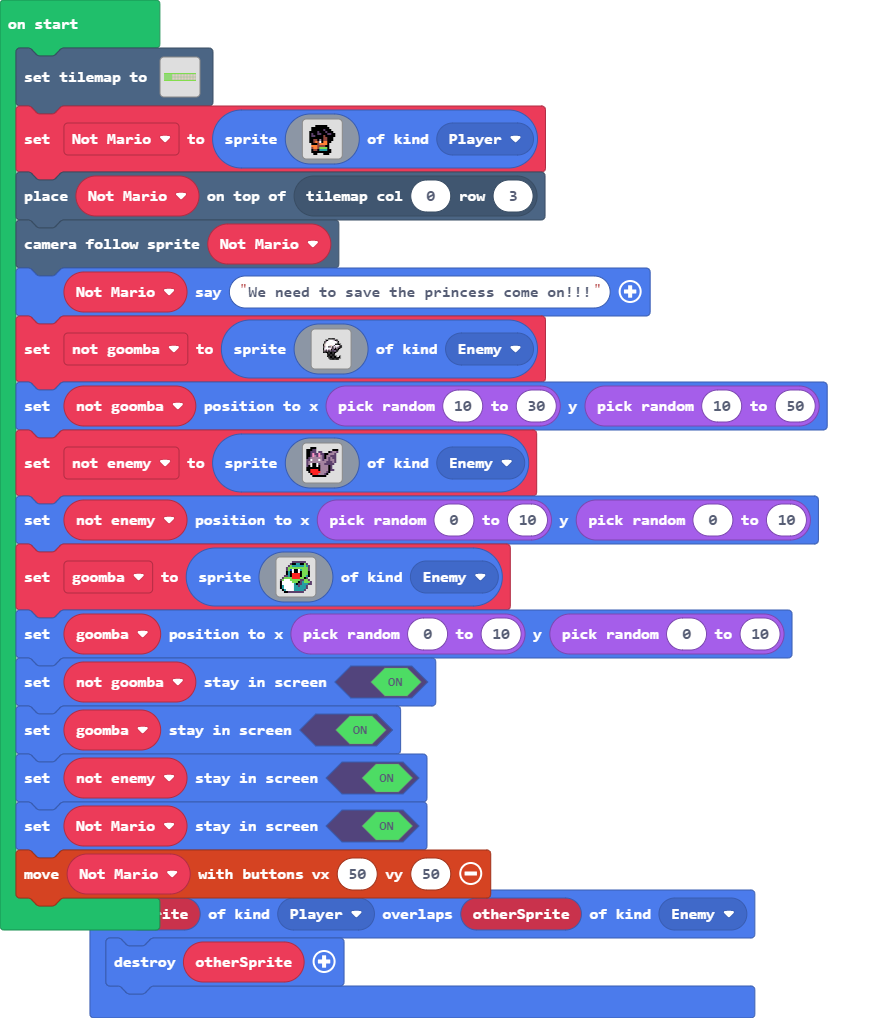 on start
set tilemap to
set Not Mario to sprite of kind Player
place Not Mario on top of tilemap col 0 row 3
camera follow sprite Not Mario
Not Mario say "We need to save the princess come on!!!"
set not goomba to sprite of kind Enemy
set not goomba position to x pick random 10 to 30 y pick random 10 to 50
set not enemy to sprite of kind Enemy
set not enemy position to x pick random 0 to 10 y pick random 0 to 10
set goomba to sprite of kind Enemy
set goomba position to x pick random 0 to 10 y pick random 0 to 10
set not goomba stay in screen ON
set goomba stay in screen ON
set not enemy stay in screen ON
set Not Mario stay in screen ON
move Not Mario with buttons vx 50 vy 50
ite of kind Player overlaps otherSprite of kind Enemy
destroy otherSprite